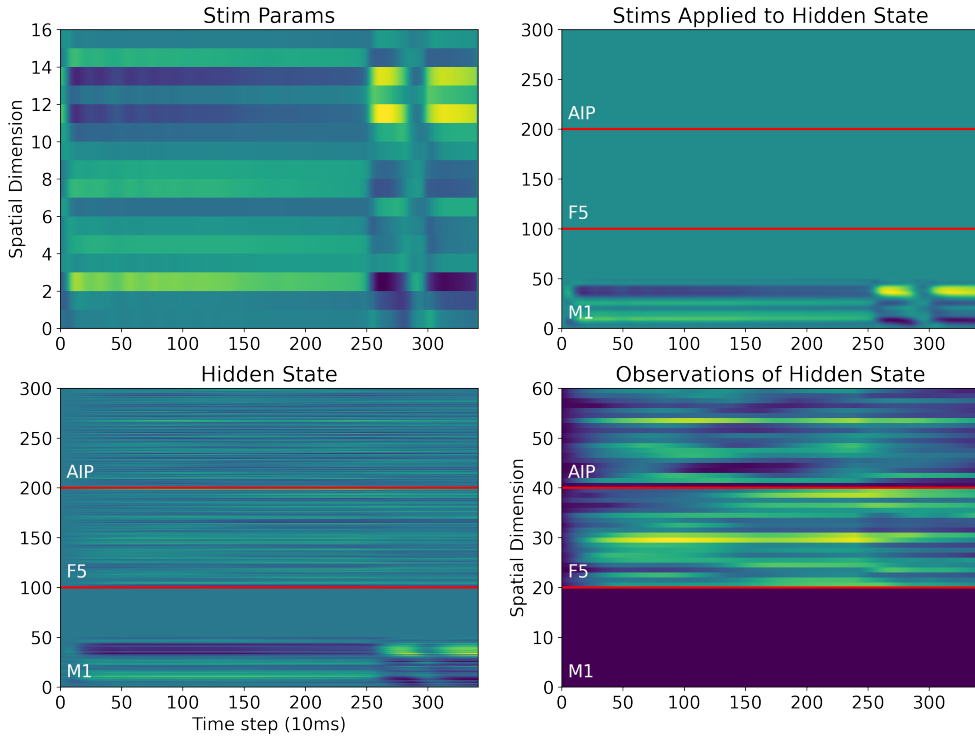 Stim Params
Spatial Dimension
16
14
12
10
8
6
4
2
0
0 50 100 150 200 250 300
Stims Applied to Hidden State
300
250
200
150
100
50
0
AIP
F5
M1
0 50 100 150 200 250 300
Hidden State
300
250
200
150
100
50
0
AIP
F5
M1
0 50 100 150 200 250 300
Time step (10ms)
Observations of Hidden State
Spatial Dimension
60
50
40
30
20
10
0
AIP
F5
M1
0 50 100 150 200 250 300